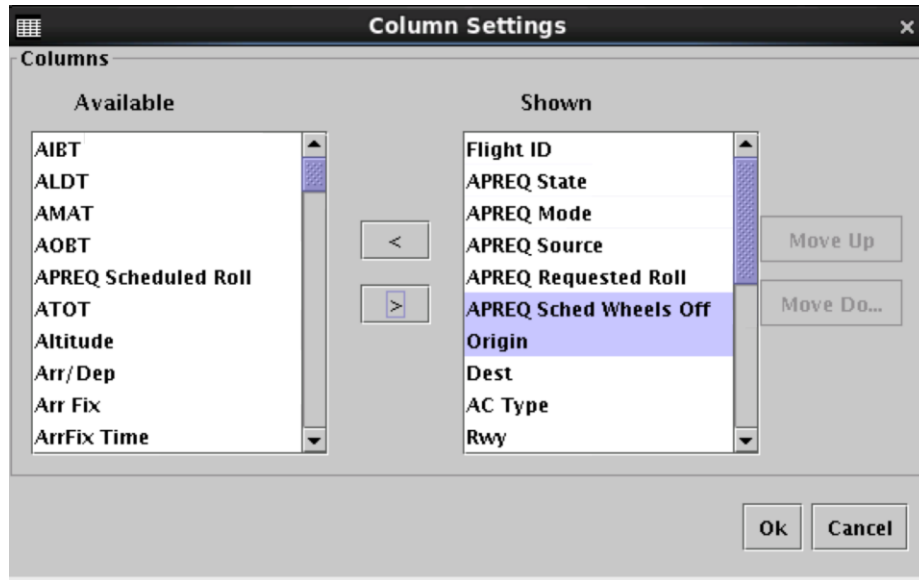 Column Settings
Columns
Available
Shown
AIBT
ALDT
AMAT
AOBT
APREQ Scheduled Roll
ATOT
Altitude
Arr/Dep
Arr Fix
ArrFix Time
<
>
Flight ID
APREQ State
APREQ Mode
APREQ Source
APREQ Requested Roll
APREQ Sched Wheels Off
Origin
Dest
AC Type
Rwy
Move Up
Move Do...
Ok
Cancel